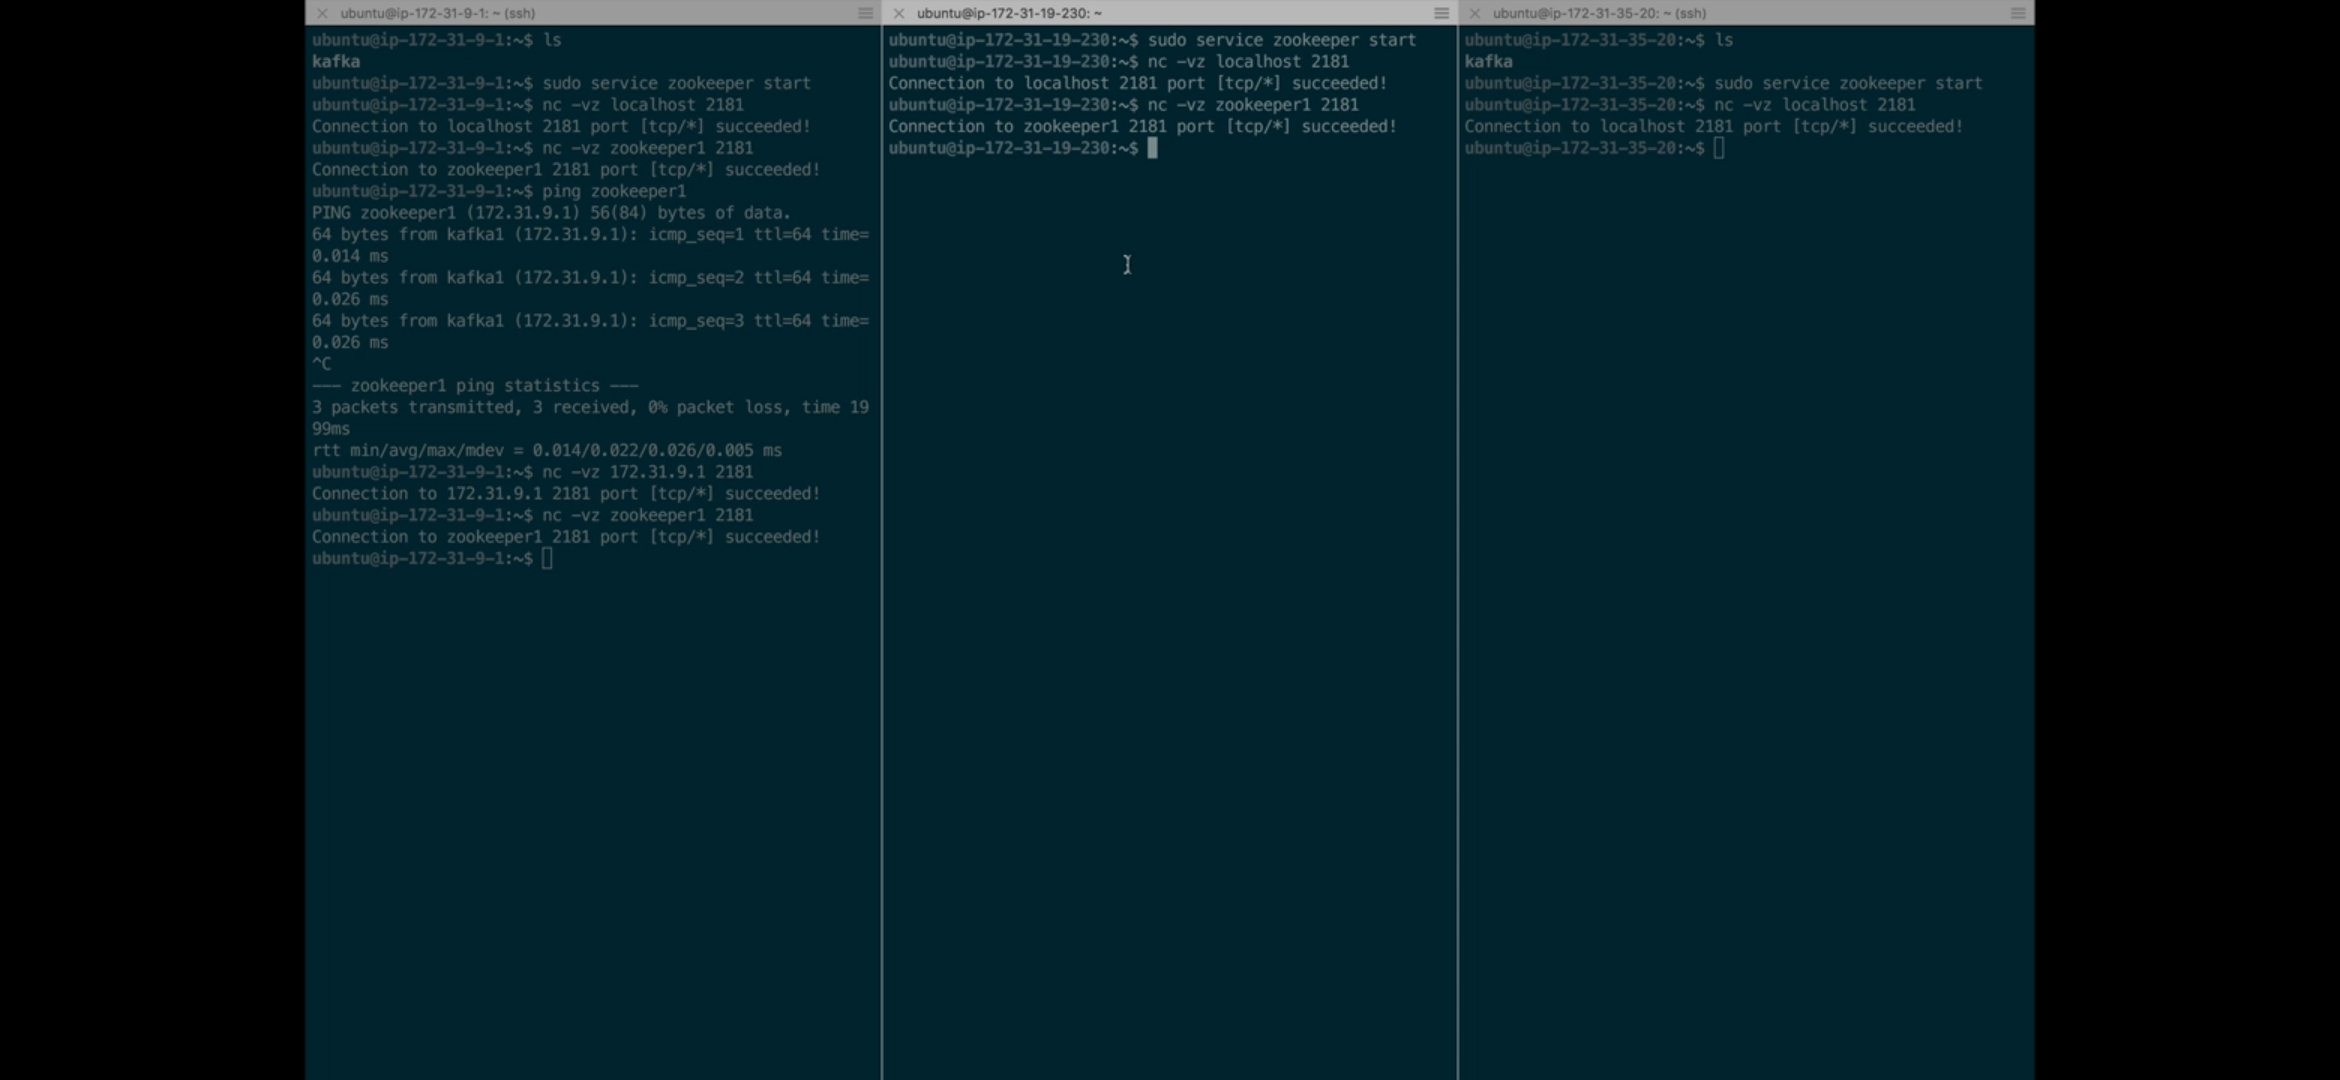 ubuntu@ip-172-31-9-1: ~ (ssh)
ubuntu@ip-172-31-9-1:~$ ls
kafka
ubuntu@ip-172-31-9-1:~$ sudo service zookeeper start
ubuntu@ip-172-31-9-1:~$ nc -vz localhost 2181
Connection to localhost 2181 port [tcp/*] succeeded!
ubuntu@ip-172-31-9-1:~$ nc -vz zookeeper1 2181
Connection to zookeeper1 2181 port [tcp/*] succeeded!
ubuntu@ip-172-31-9-1:~$ ping zookeeper1
PING zookeeper1 (172.31.9.1) 56(84) bytes of data.
64 bytes from kafka1 (172.31.9.1): icmp_seq=1 ttl=64 time=
0.014 ms
64 bytes from kafka1 (172.31.9.1): icmp_seq=2 ttl=64 time=
0.026 ms
64 bytes from kafka1 (172.31.9.1): icmp_seq=3 ttl=64 time=
0.026 ms
^C
--- zookeeper1 ping statistics ---
3 packets transmitted, 3 received, 0% packet loss, time 19
99ms
rtt min/avg/max/mdev = 0.014/0.022/0.026/0.005 ms
ubuntu@ip-172-31-9-1:~$ nc -vz 172.31.9.1 2181
Connection to 172.31.9.1 2181 port [tcp/*] succeeded!
ubuntu@ip-172-31-9-1:~$ nc -vz zookeeper1 2181
Connection to zookeeper1 2181 port [tcp/*] succeeded!
ubuntu@ip-172-31-9-1:~$
ubuntu@ip-172-31-19-230: ~
ubuntu@ip-172-31-19-230:~$ sudo service zookeeper start
ubuntu@ip-172-31-19-230:~$ nc -vz localhost 2181
Connection to localhost 2181 port [tcp/*] succeeded!
ubuntu@ip-172-31-19-230:~$ nc -vz zookeeper1 2181
Connection to zookeeper1 2181 port [tcp/*] succeeded!
ubuntu@ip-172-31-19-230:~$
ubuntu@ip-172-31-35-20: ~ (ssh)
ubuntu@ip-172-31-35-20:~$ ls
kafka
ubuntu@ip-172-31-35-20:~$ sudo service zookeeper start
ubuntu@ip-172-31-35-20:~$ nc -vz localhost 2181
Connection to localhost 2181 port [tcp/*] succeeded!
ubuntu@ip-172-31-35-20:~$